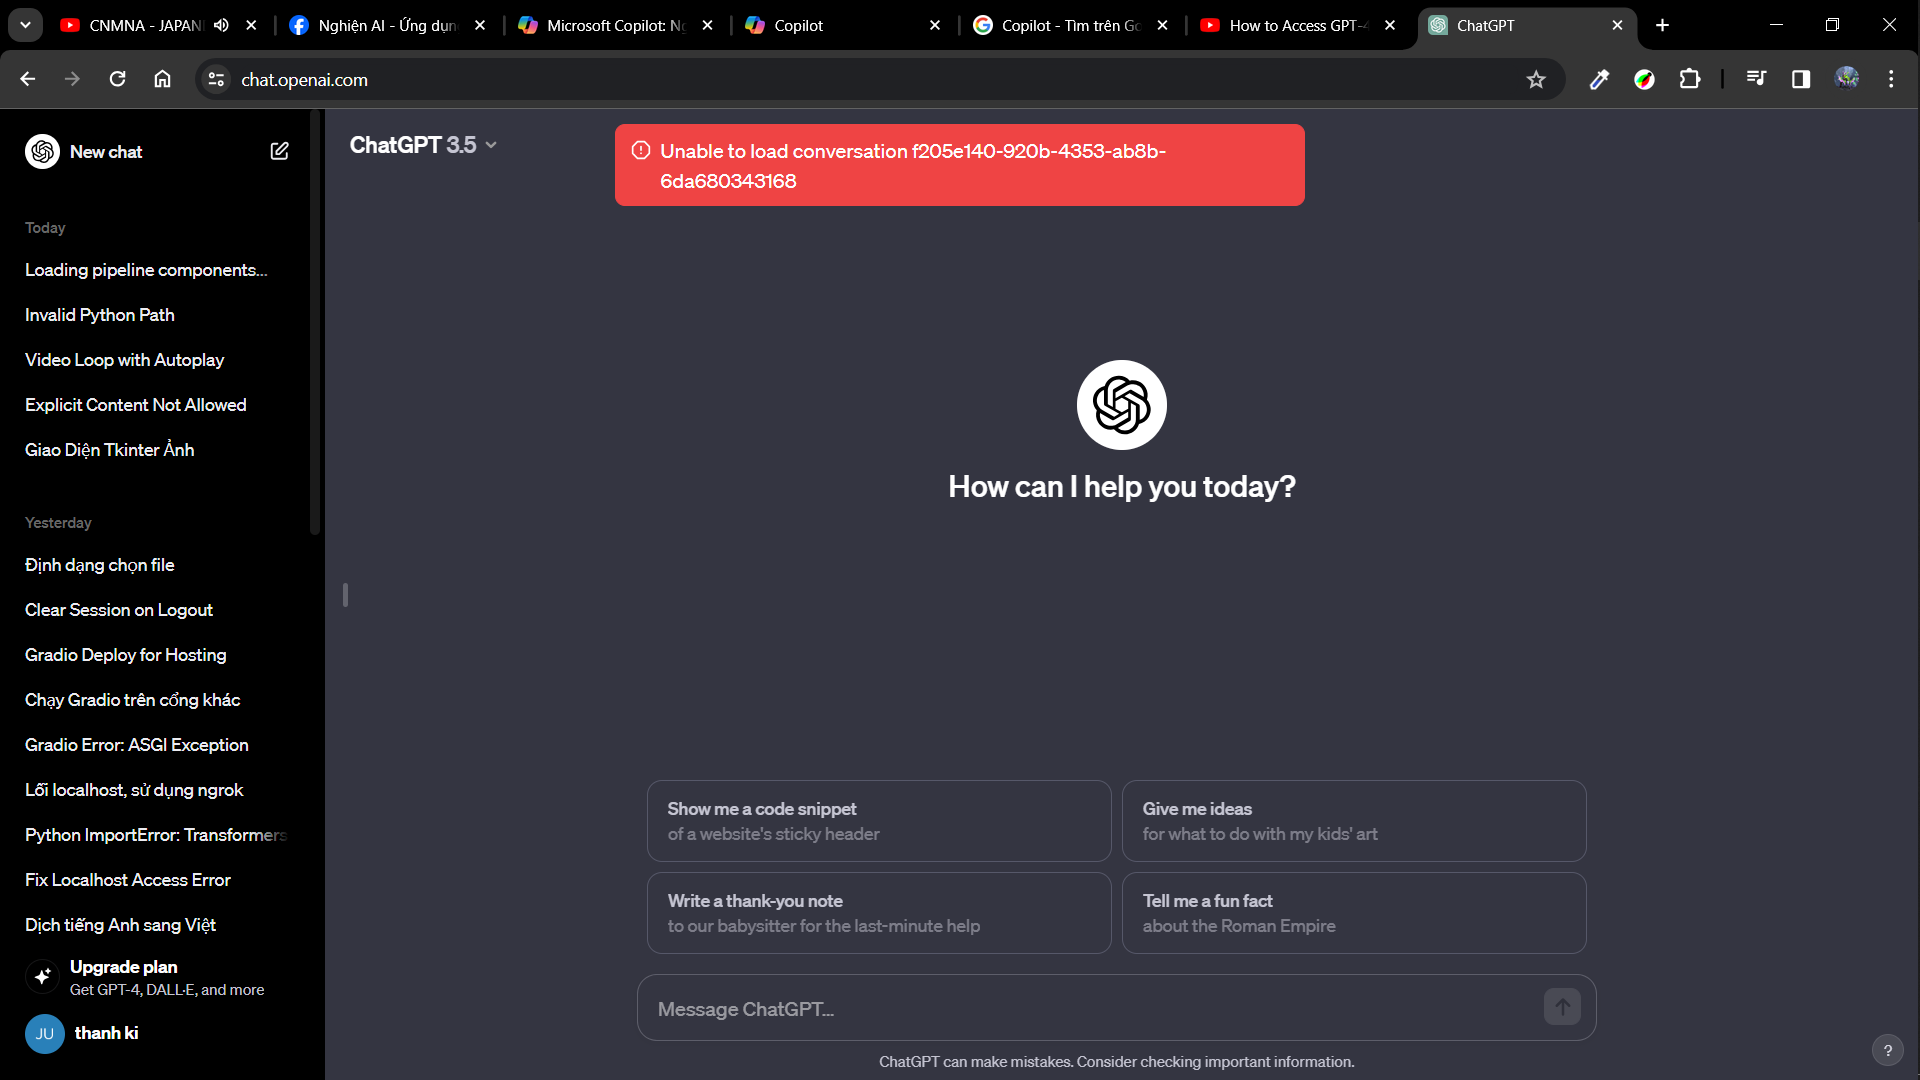 CNMNA - JAPAN
Nghiện AI - Ứng dụn
Microsoft Copilot: Ng
Copilot
Copilot - Tìm trên Go
How to Access GPT-4
ChatGPT
chat.openai.com
New chat
Today
Loading pipeline components...
Invalid Python Path
Video Loop with Autoplay
Explicit Content Not Allowed
Giao Diện Tkinter Ảnh
Yesterday
Định dạng chọn file
Clear Session on Logout
Gradio Deploy for Hosting
Chạy Gradio trên cổng khác
Gradio Error: ASGI Exception
Lỗi localhost, sử dụng ngrok
Python ImportError: Transformers
Fix Localhost Access Error
Dịch tiếng Anh sang Việt
Upgrade plan
Get GPT-4, DALL·E, and more
JU
thanh ki
ChatGPT 3.5
Unable to load conversation f205e140-920b-4353-ab8b-
6da680343168
How can I help you today?
Show me a code snippet
of a website's sticky header
Give me ideas
for what to do with my kids' art
Write a thank-you note
to our babysitter for the last-minute help
Tell me a fun fact
about the Roman Empire
Message ChatGPT...
ChatGPT can make mistakes. Consider checking important information.
?